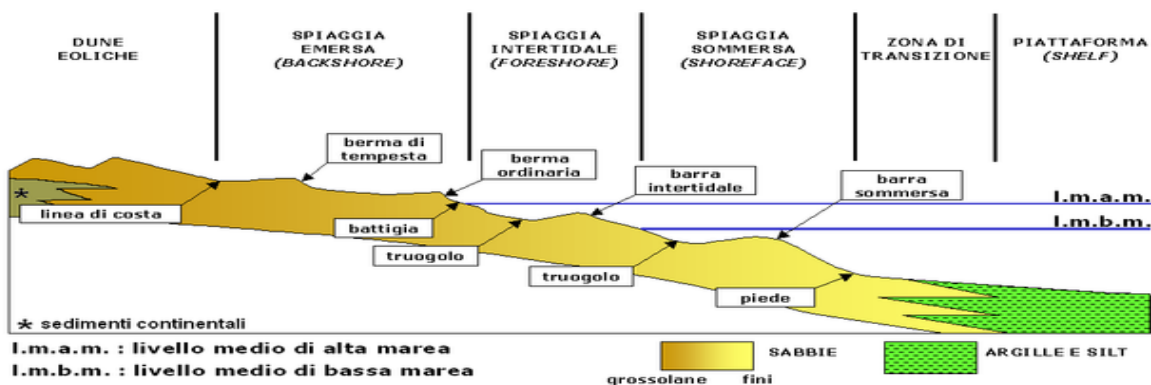 DUNE
EOLICHE
SPIAGGIA
EMERSA
(BACKSHORE)
SPIAGGIA
INTERTIDALE
(FORESHORE)
SPIAGGIA
SOMMERSA
(SHOREFACE)
ZONA DI
TRANSIZIONE
PIATTAFORMA
(SHELF)
berma di
tempesta
berma
ordinaria
barra
intertidale
barra
sommersa
l.m.a.m.
l.m.b.m.
*
linea di costa
battigia
truogolo
truogolo
piede
* sedimenti continentali
l.m.a.m. : livello medio di alta marea
l.m.b.m. : livello medio di bassa marea
SABBIE
grossolane fini
ARGILLE E SILT